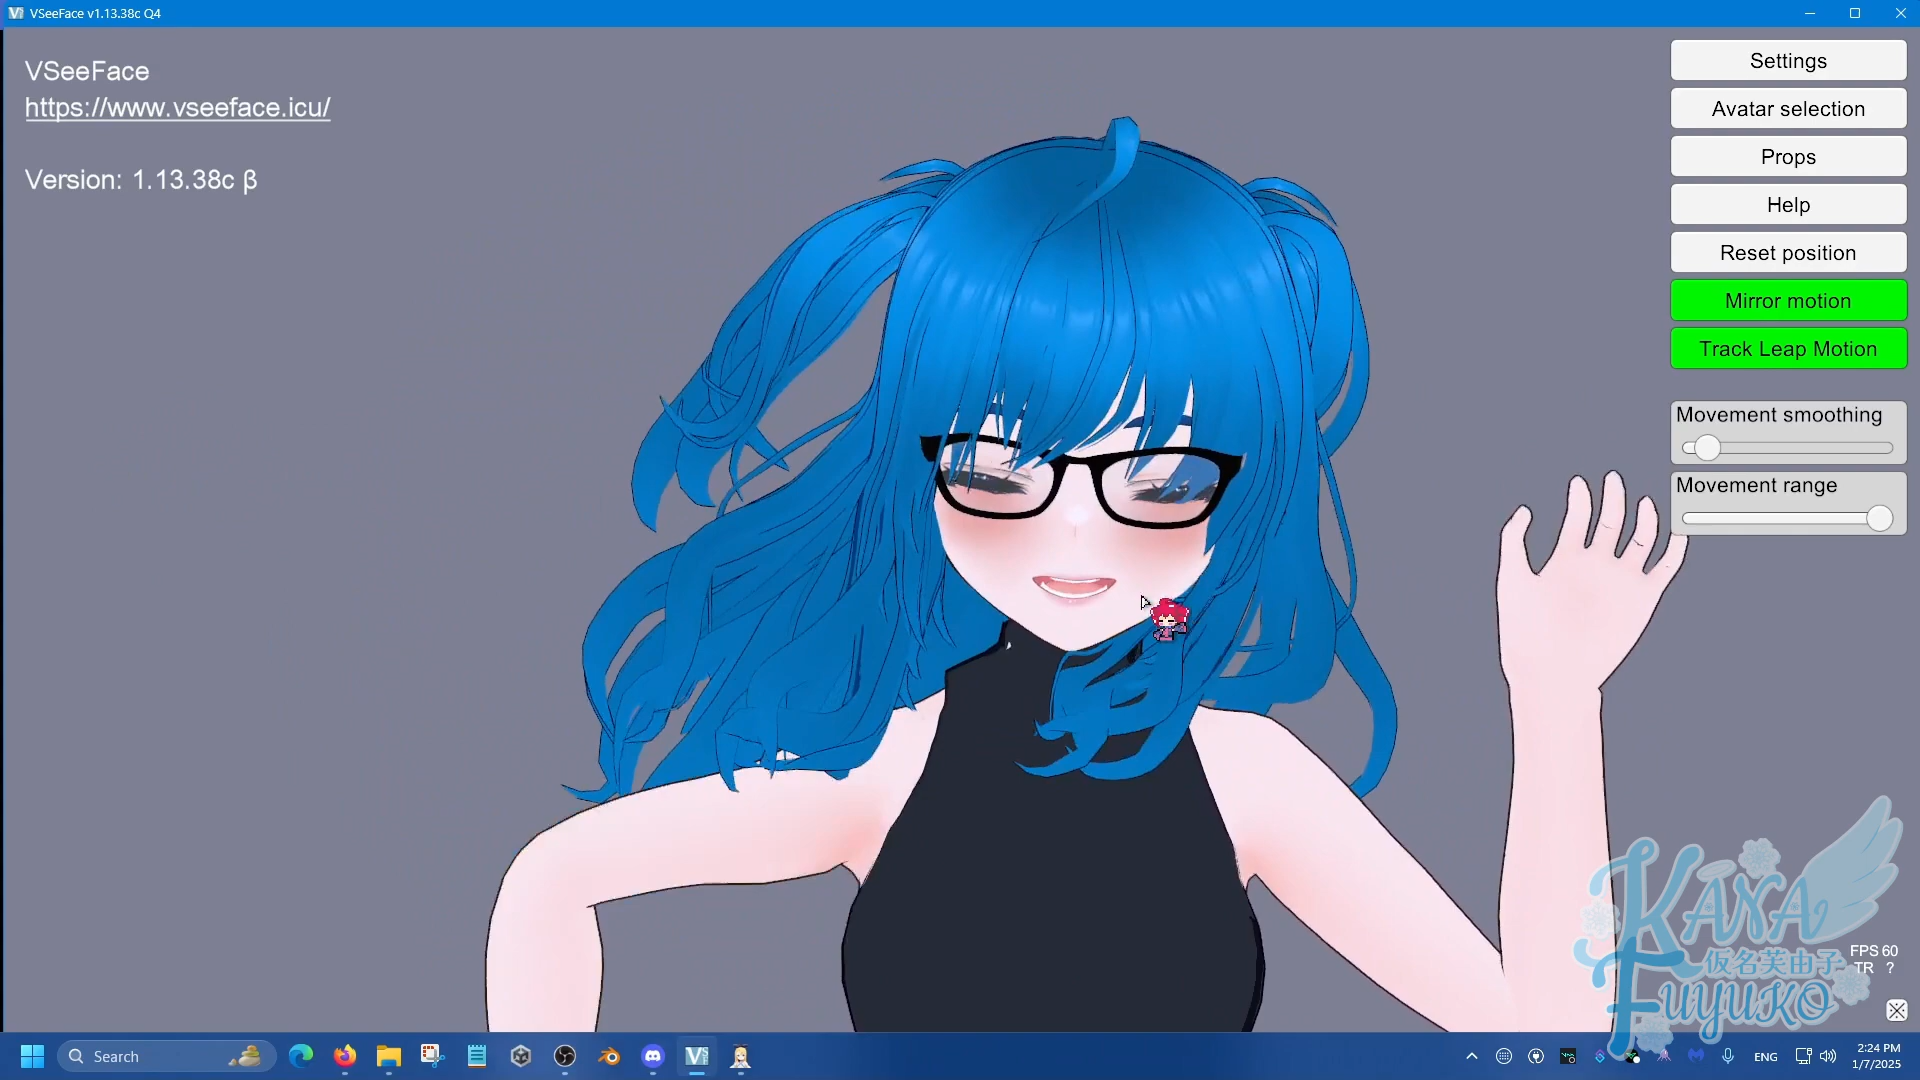 VSeeFace v1.13.38c Q4
VSeeFace
https://www.vseeface.icu/
Version: 1.13.38c β
Settings
Avatar selection
Props
Help
Reset position
Mirror motion
Track Leap Motion
Movement smoothing
Movement range
KANA
仮名芙由子
FUYUKO
FPS 60
TR ?
Search
ENG
2:24 PM
1/7/2025